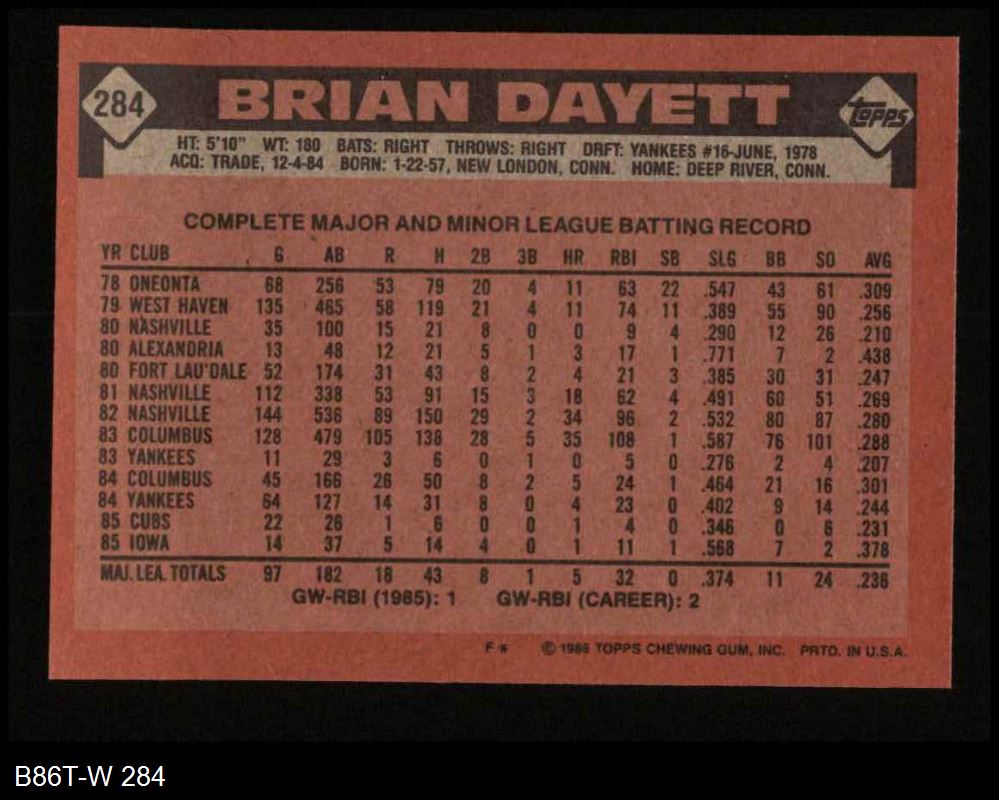 284 BRIAN DAYETT topps
HT: 5'10" WT: 180 BATS: RIGHT THROWS: RIGHT DRFT: YANKEES #16-JUNE, 1978
ACQ: TRADE, 12-4-84 BORN: 1-22-57, NEW LONDON, CONN. HOME: DEEP RIVER, CONN.
COMPLETE MAJOR AND MINOR LEAGUE BATTING RECORD
YR CLUB G AB R H 2B 3B HR RBI SB SLG BB SO AVG
78 ONEONTA 68 256 53 79 20 4 11 63 22 .547 43 61 .309
79 WEST HAVEN 135 465 58 119 21 4 11 74 11 .389 55 90 .256
80 NASHVILLE 35 100 15 21 8 0 0 9 4 .290 12 26 .210
80 ALEXANDRIA 13 48 12 21 5 1 3 17 1 .771 7 2 .438
80 FORT LAU'DALE 52 174 31 43 8 2 4 21 3 .385 30 31 .247
81 NASHVILLE 112 338 53 91 15 3 18 62 4 .491 60 51 .269
82 NASHVILLE 144 536 89 150 29 2 34 96 2 .532 80 87 .280
83 COLUMBUS 128 479 105 138 28 5 35 108 1 .587 76 101 .288
83 YANKEES 11 29 3 6 0 1 0 5 0 .276 2 4 .207
84 COLUMBUS 45 166 26 50 8 2 5 24 1 .464 21 16 .301
84 YANKEES 64 127 14 31 8 0 4 23 0 .402 9 14 .244
85 CUBS 22 26 1 6 0 0 1 4 0 .346 0 6 .231
85 IOWA 14 37 5 14 4 0 1 11 1 .568 7 2 .378
MAJ. LEA. TOTALS 97 182 18 43 8 1 5 32 0 .374 11 24 .236
GW-RBI (1985): 1 GW-RBI (CAREER): 2
F* © 1986 TOPPS CHEWING GUM, INC. PRTD. IN U.S.A.
B86T-W 284